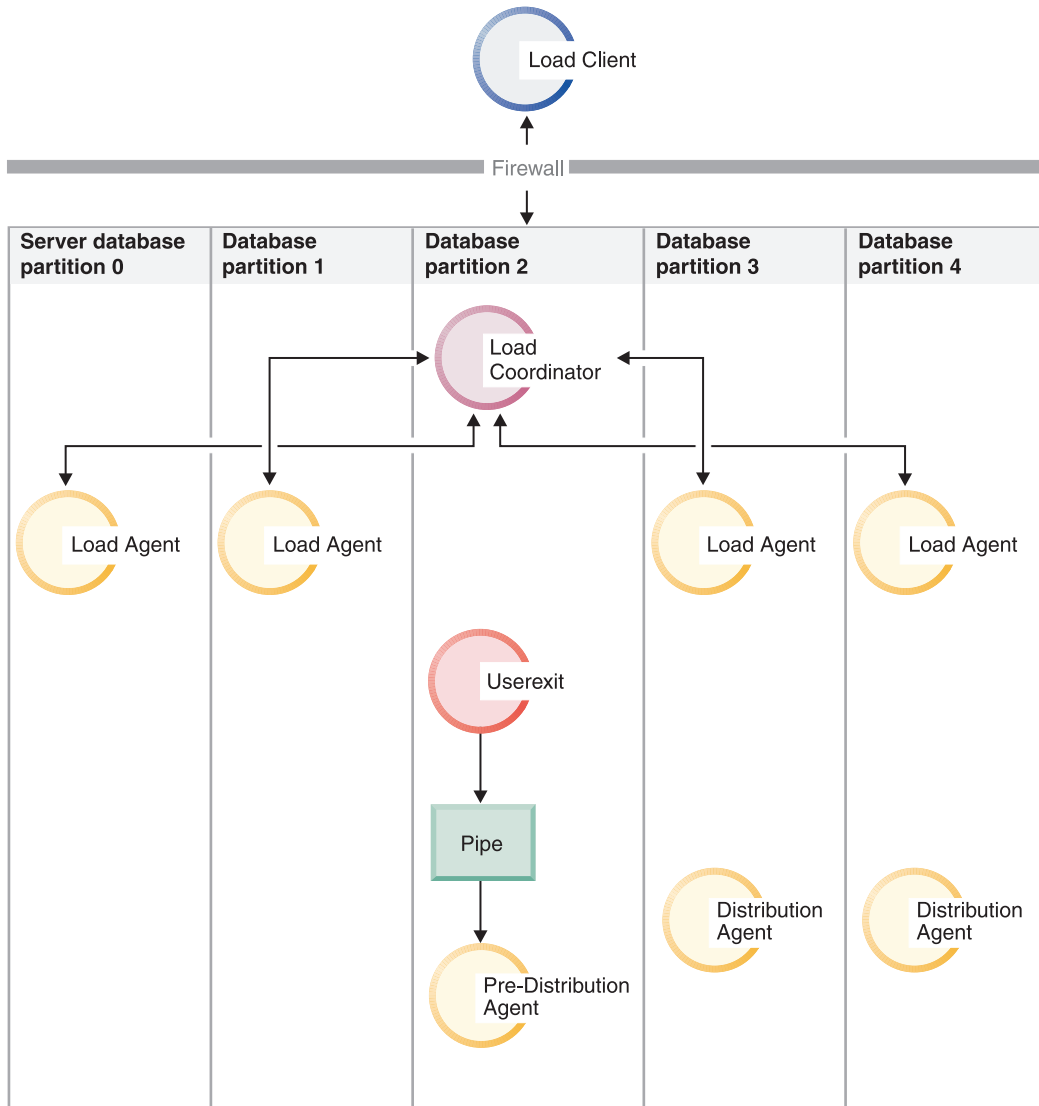 Load Client
Firewall
Server database
partition 0
Database
partition 1
Database
partition 2
Database
partition 3
Database
partition 4
Load
Coordinator
Load Agent
Load Agent
Load Agent
Load Agent
Userexit
Pipe
Distribution
Agent
Distribution
Agent
Pre-Distribution
Agent